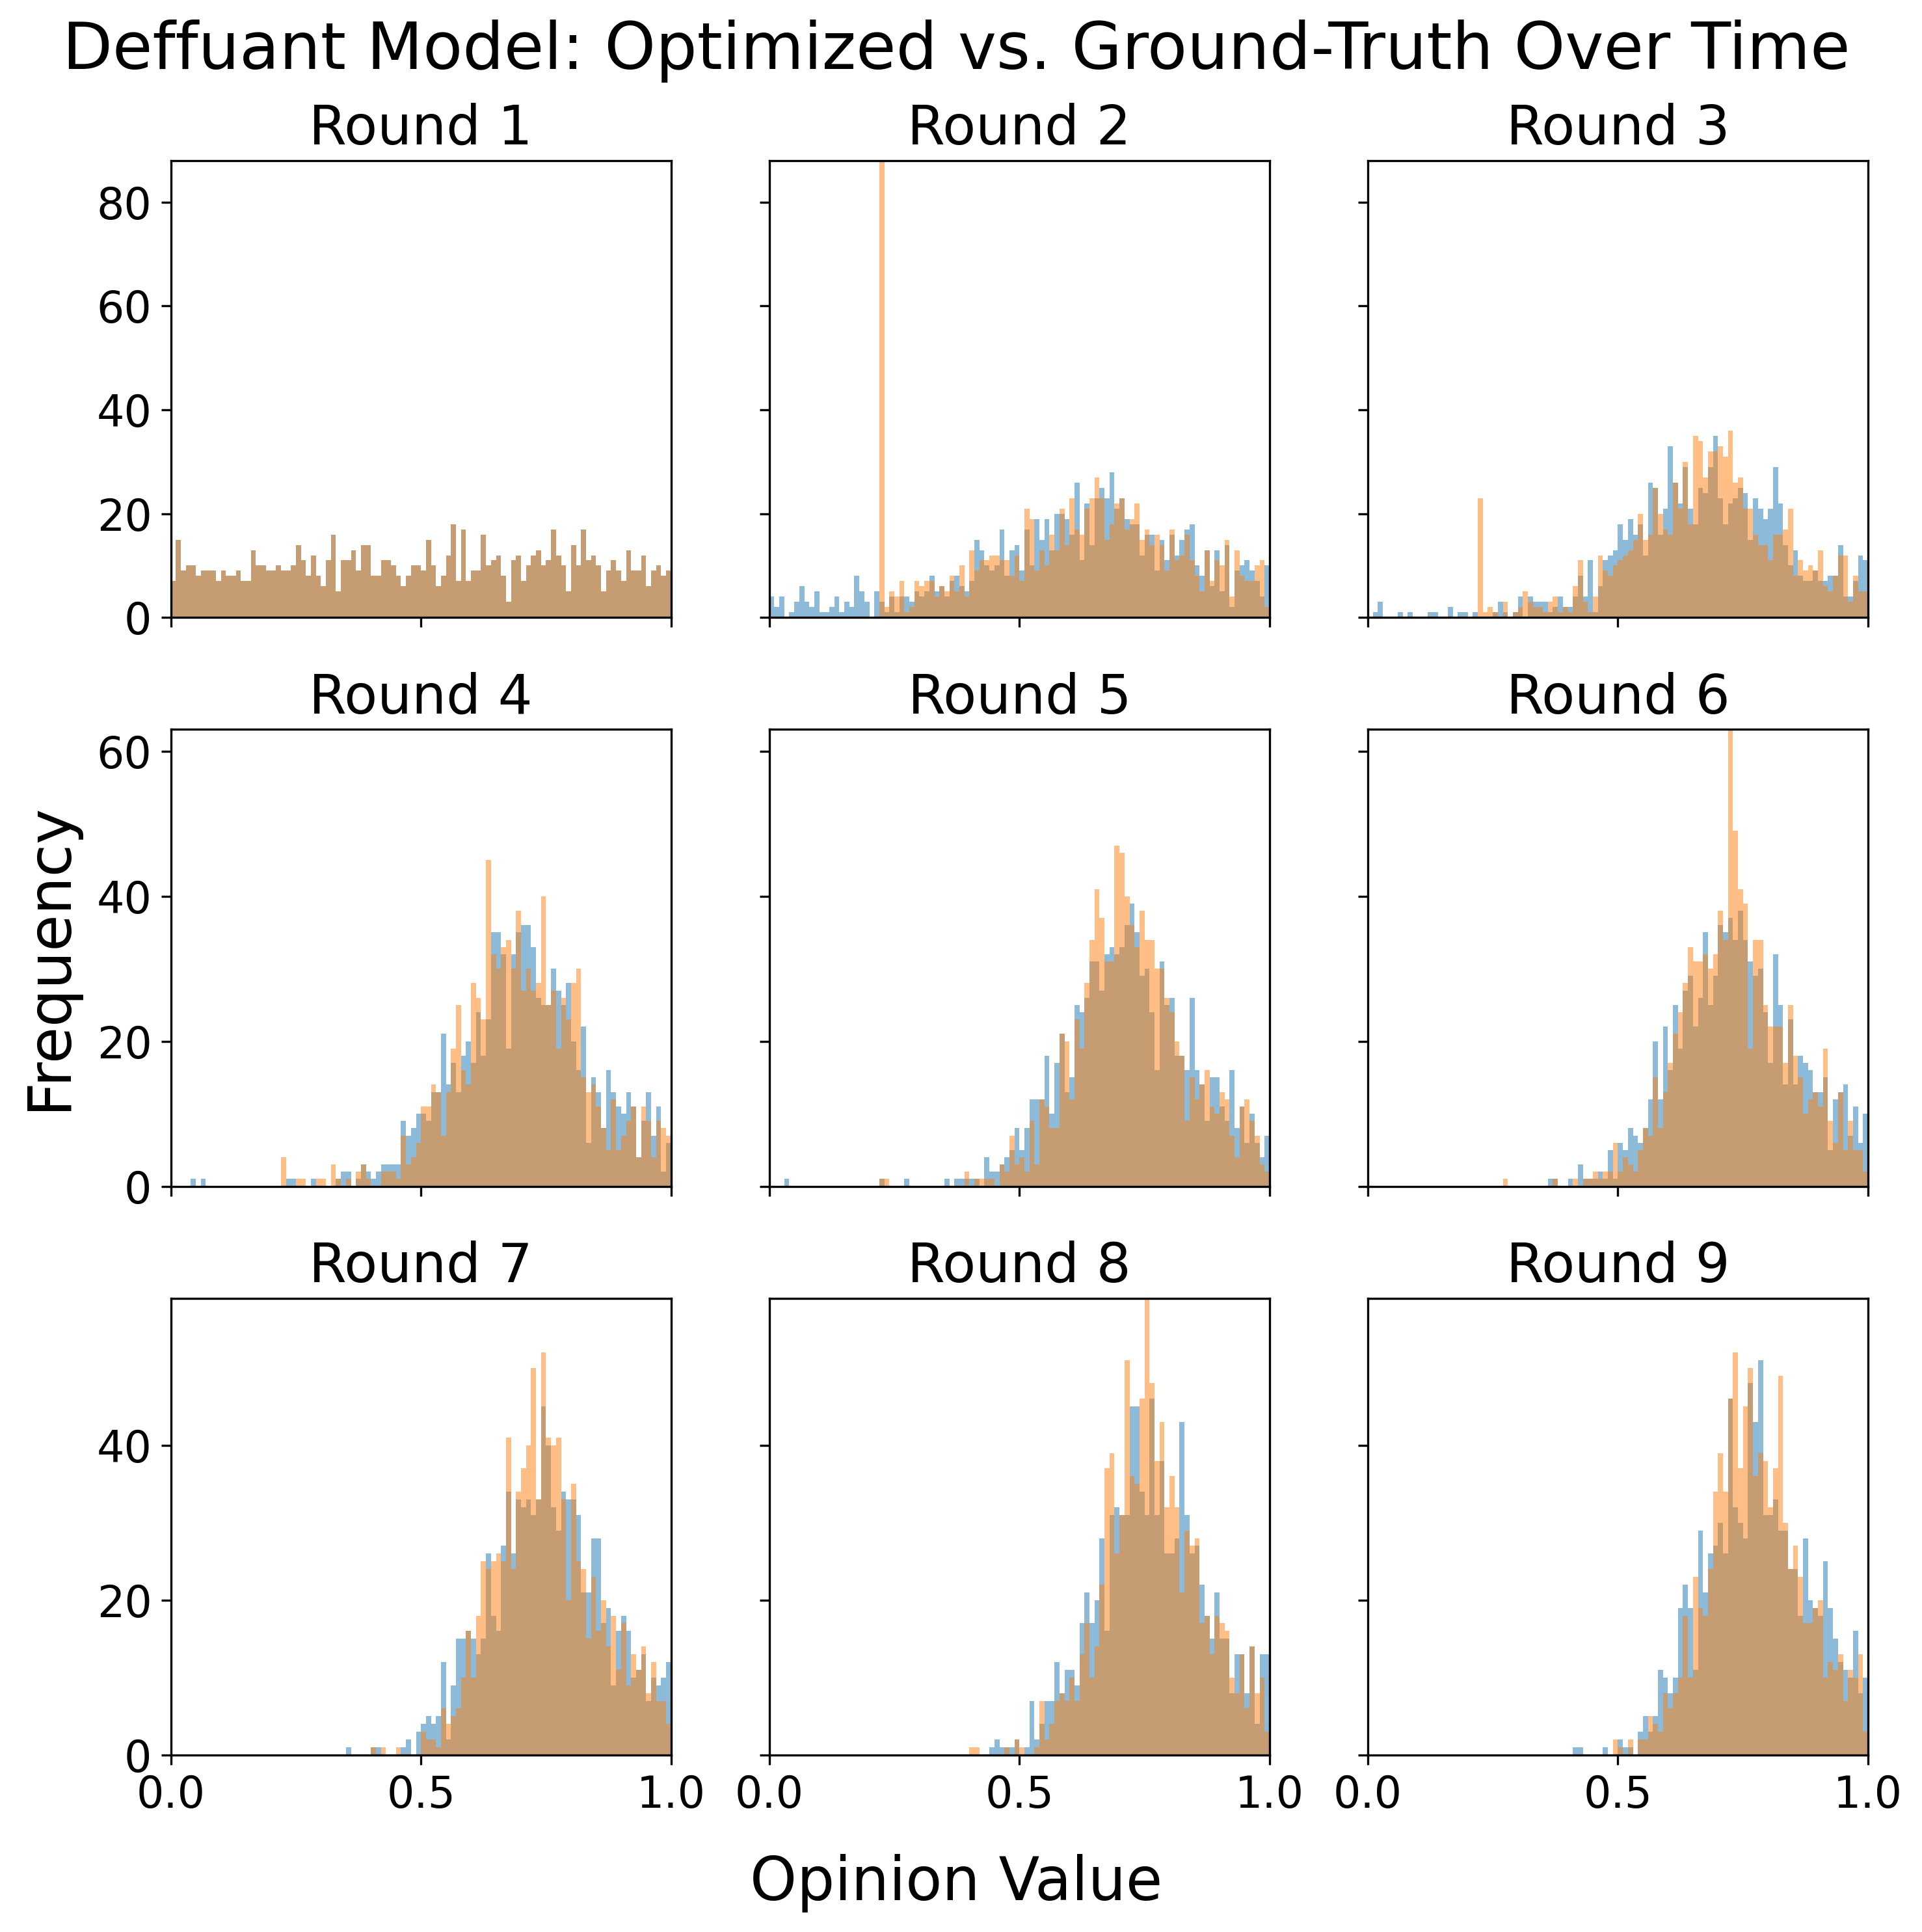 Deffuant Model: Optimized vs. Ground-Truth Over Time
Round 1
Round 2
Round 3
80
60
40
20
0
Round 4
Round 5
Round 6
60
40
20
0
Frequency
Round 7
Round 8
Round 9
40
20
0
0.0 0.5 1.0 0.0 0.5 1.0 0.0 0.5 1.0
Opinion Value